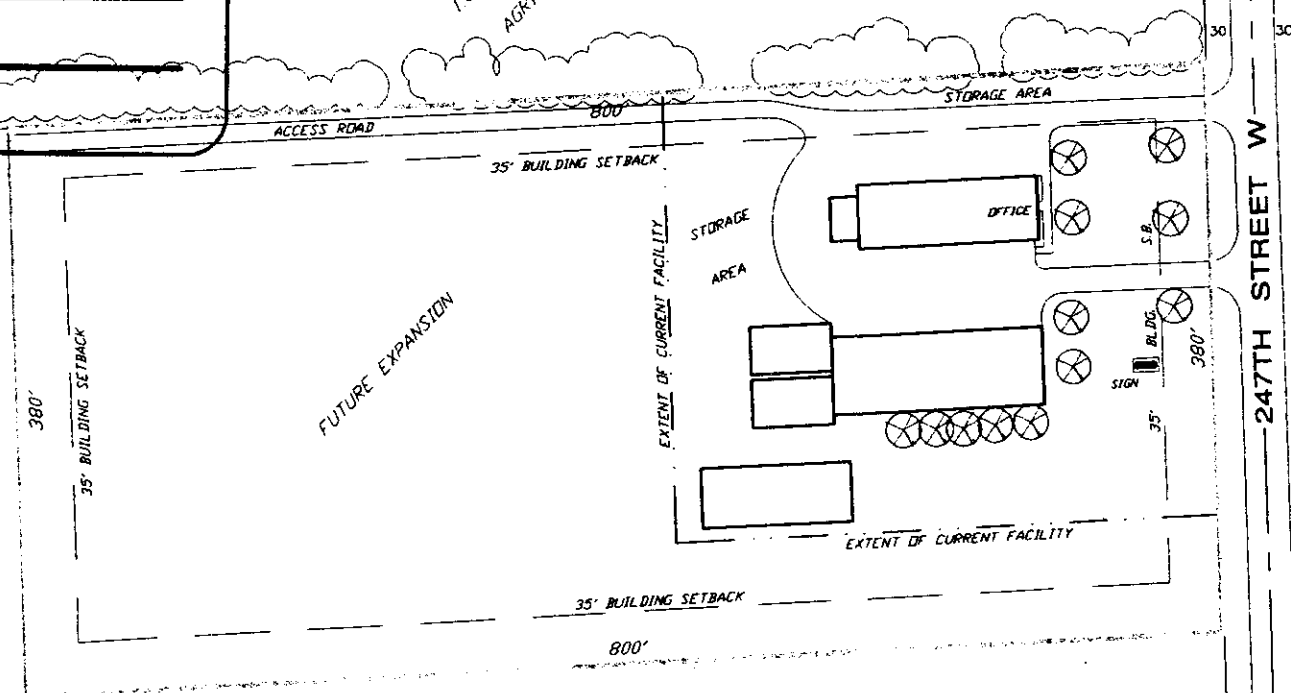 AGR
30
30
STORAGE AREA
800'
ACCESS ROAD
35' BUILDING SETBACK
STORAGE
AREA
OFFICE
S.B.
247TH STREET W
EXTENT OF CURRENT FACILITY
FUTURE EXPANSION
35' BUILDING SETBACK
380'
BLDG.
380'
SIGN
35'
EXTENT OF CURRENT FACILITY
35' BUILDING SETBACK
800'